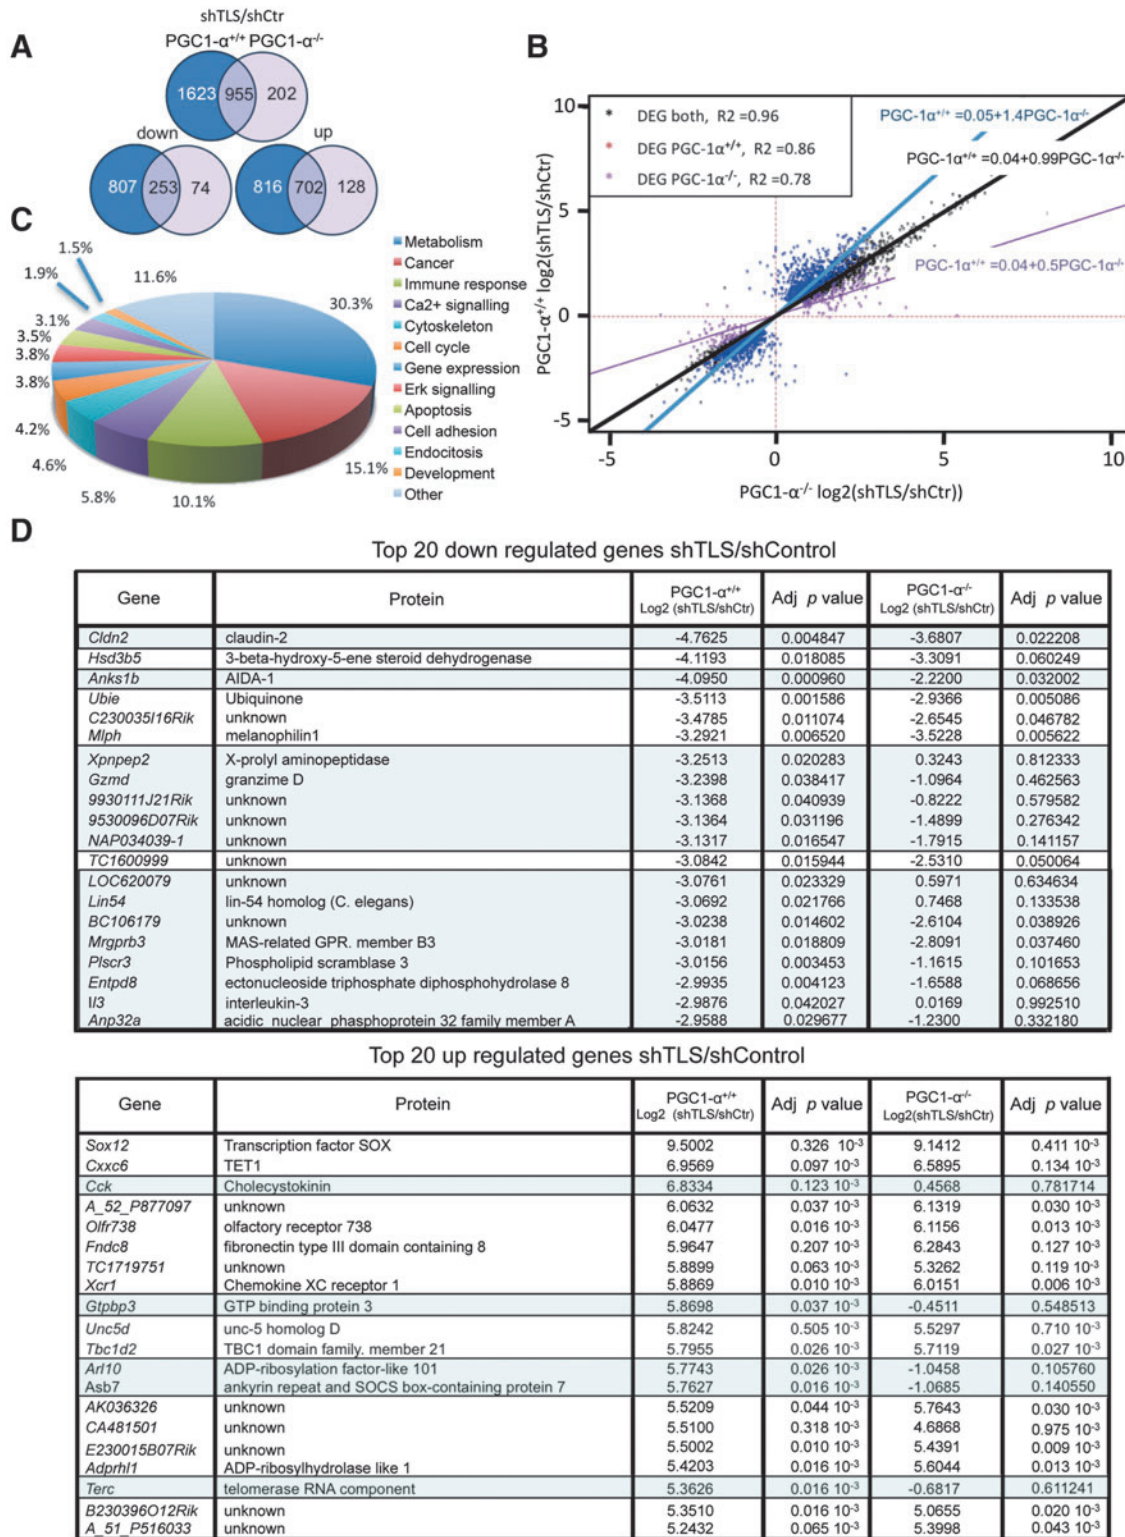 A
shTLS/shCtr
PGC1-α+/+ PGC1-α-/-
1623 955 202
down up
807 253 74 816 702 128
B
PGC1-α+/+ log2(shTLS/shCtr)
10
5
0
-5
-5 0 5 10
PGC1-α-/- log2(shTLS/shCtr))
DEG both, R2 =0.96
DEG PGC-1α+/+, R2 =0.86
DEG PGC-1α-/-, R2 =0.78
PGC-1α+/+ =0.05+1.4PGC-1α-/-
PGC-1α+/+ =0.04+0.99PGC-1α-/-
PGC-1α+/+ =0.04+0.5PGC-1α-/-
C
30.3%
15.1%
10.1%
5.8%
4.6%
4.2%
3.8%
3.8%
3.5%
3.1%
1.9%
1.5%
11.6%
Metabolism
Cancer
Immune response
Ca2+ signalling
Cytoskeleton
Cell cycle
Gene expression
Erk signalling
Apoptosis
Cell adhesion
Endocitosis
Development
Other
D
Top 20 down regulated genes shTLS/shControl
Gene Protein PGC1-α+/+ Log2 (shTLS/shCtr) Adj p value PGC1-α-/- Log2 (shTLS/shCtr) Adj p value
Cldn2 claudin-2 -4.7625 0.004847 -3.6807 0.022208
Hsd3b5 3-beta-hydroxy-5-ene steroid dehydrogenase -4.1193 0.018085 -3.3091 0.060249
Anks1b AIDA-1 -4.0950 0.000960 -2.2200 0.032002
Ubie Ubiquinone -3.5113 0.001586 -2.9366 0.005086
C230035I16Rik unknown -3.4785 0.011074 -2.6545 0.046782
Mlph melanophilin1 -3.2921 0.006520 -3.5228 0.005622
Xpnpep2 X-prolyl aminopeptidase -3.2513 0.020283 0.3243 0.812333
Gzmd granzime D -3.2398 0.038417 -1.0964 0.462563
9930111J21Rik unknown -3.1368 0.040939 -0.8222 0.579582
9530096D07Rik unknown -3.1364 0.031196 -1.4899 0.276342
NAP034039-1 unknown -3.1317 0.016547 -1.7915 0.141157
TC1600999 unknown -3.0842 0.015944 -2.5310 0.050064
LOC620079 unknown -3.0761 0.023329 0.5971 0.634634
Lin54 lin-54 homolog (C. elegans) -3.0692 0.021766 0.7468 0.133538
BC106179 unknown -3.0238 0.014602 -2.6104 0.038926
Mrgprb3 MAS-related GPR. member B3 -3.0181 0.018809 -2.8091 0.037460
Plscr3 Phospholipid scramblase 3 -3.0156 0.003453 -1.1615 0.101653
Entpd8 ectonucleoside triphosphate diphosphohydrolase 8 -2.9935 0.004123 -1.6588 0.068656
Il3 interleukin-3 -2.9876 0.042027 0.0169 0.992510
Anp32a acidic nuclear phasphoprotein 32 family member A -2.9588 0.029677 -1.2300 0.332180
Top 20 up regulated genes shTLS/shControl
Gene Protein PGC1-α+/+ Log2 (shTLS/shCtr) Adj p value PGC1-α-/- Log2(shTLS/shCtr) Adj p value
Sox12 Transcription factor SOX 9.5002 0.326 10-3 9.1412 0.411 10-3
Cxxc6 TET1 6.9569 0.097 10-3 6.5895 0.134 10-3
Cck Cholecystokinin 6.8334 0.123 10-3 0.4568 0.781714
A_52_P877097 unknown 6.0632 0.037 10-3 6.1319 0.030 10-3
Olfr738 olfactory receptor 738 6.0477 0.016 10-3 6.1156 0.013 10-3
Fndc8 fibronectin type III domain containing 8 5.9647 0.207 10-3 6.2843 0.127 10-3
TC1719751 unknown 5.8899 0.063 10-3 5.3262 0.119 10-3
Xcr1 Chemokine XC receptor 1 5.8869 0.010 10-3 6.0151 0.006 10-3
Gtpbp3 GTP binding protein 3 5.8698 0.037 10-3 -0.4511 0.548513
Unc5d unc-5 homolog D 5.8242 0.505 10-3 5.5297 0.710 10-3
Tbc1d2 TBC1 domain family. member 21 5.7955 0.026 10-3 5.7119 0.027 10-3
Arl10 ADP-ribosylation factor-like 101 5.7743 0.026 10-3 -1.0458 0.105760
Asb7 ankyrin repeat and SOCS box-containing protein 7 5.7627 0.016 10-3 -1.0685 0.140550
AK036326 unknown 5.5209 0.044 10-3 5.7643 0.030 10-3
CA481501 unknown 5.5100 0.318 10-3 4.6868 0.975 10-3
E230015B07Rik unknown 5.5002 0.010 10-3 5.4391 0.009 10-3
Adprhl1 ADP-ribosylhydrolase like 1 5.4203 0.016 10-3 5.6044 0.013 10-3
Terc telomerase RNA component 5.3626 0.016 10-3 -0.6817 0.611241
B230396O12Rik unknown 5.3510 0.016 10-3 5.0655 0.020 10-3
A_51_P516033 unknown 5.2432 0.065 10-3 5.3998 0.043 10-3